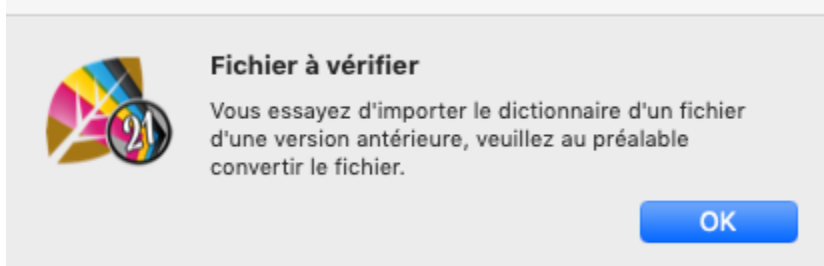 21
Fichier à vérifier
Vous essayez d'importer le dictionnaire d'un fichier
d'une version antérieure, veuillez au préalable
convertir le fichier.
OK